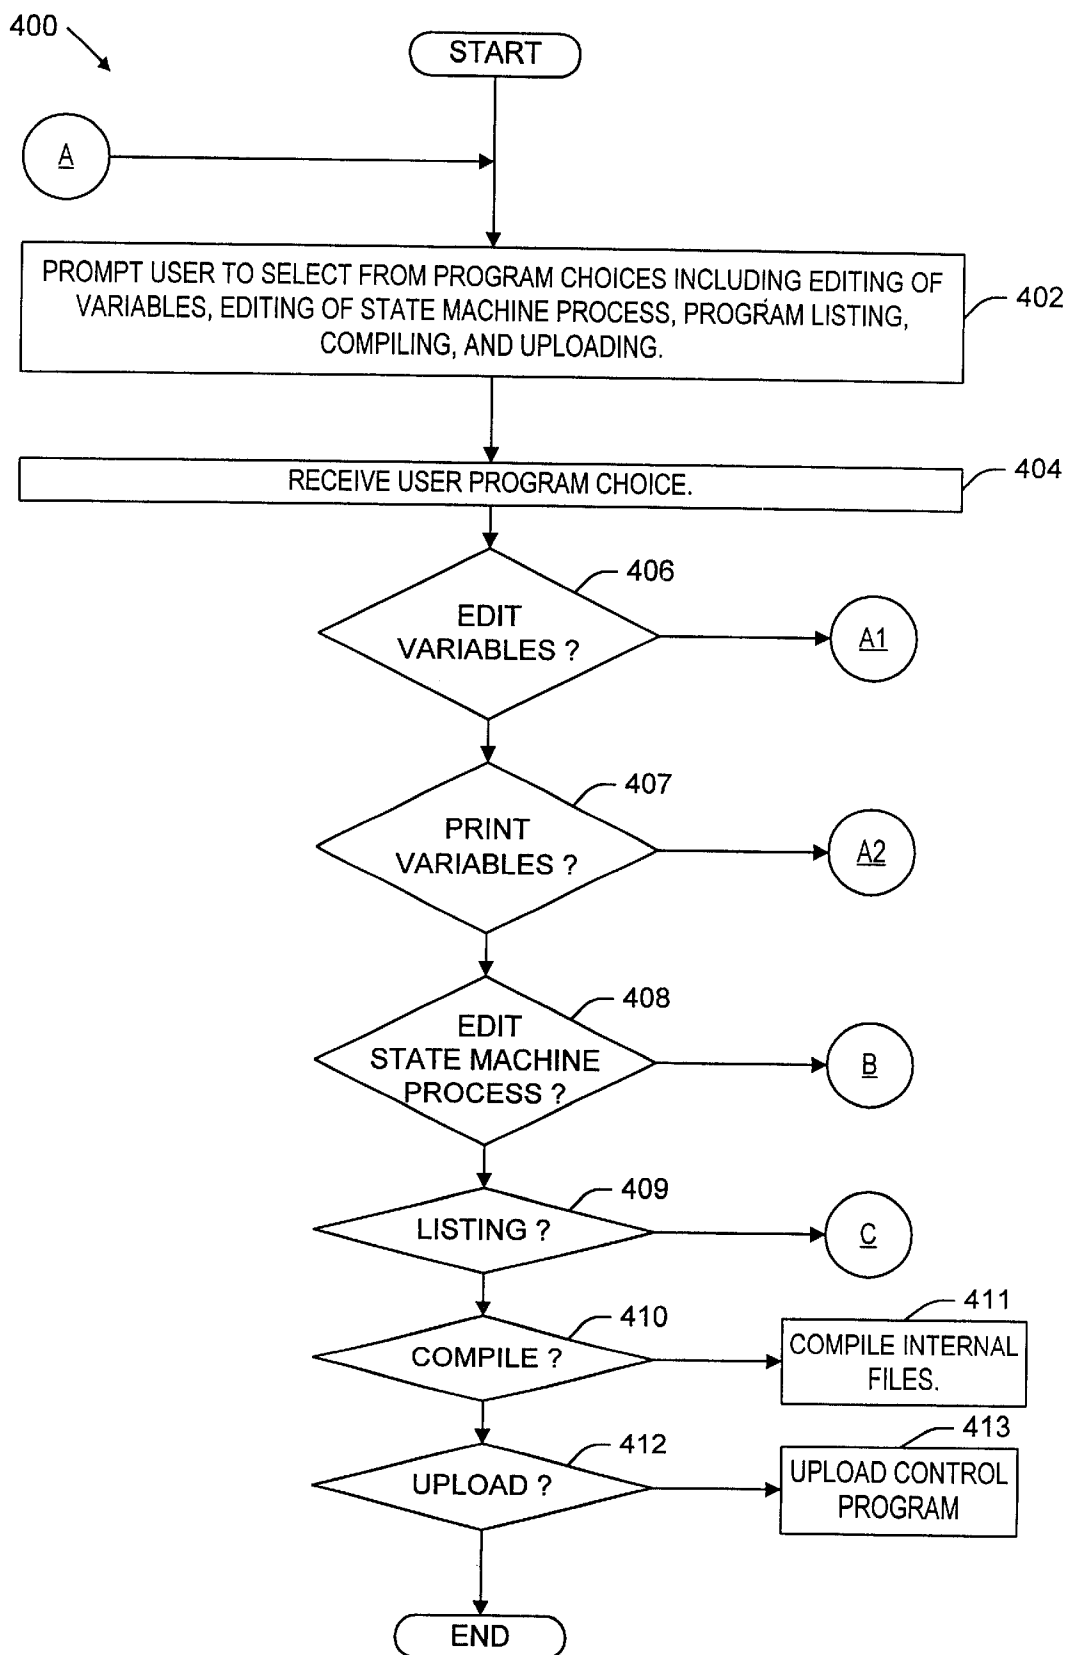 400
START
A
PROMPT USER TO SELECT FROM PROGRAM CHOICES INCLUDING EDITING OF
VARIABLES, EDITING OF STATE MACHINE PROCESS, PROGRAM LISTING,
COMPILING, AND UPLOADING.
402
RECEIVE USER PROGRAM CHOICE.
404
406
EDIT
VARIABLES ?
A1
407
PRINT
VARIABLES ?
A2
408
EDIT
STATE MACHINE
PROCESS ?
B
409
LISTING ?
C
410
COMPILE ?
411
COMPILE INTERNAL
FILES.
412
UPLOAD ?
413
UPLOAD CONTROL
PROGRAM
END